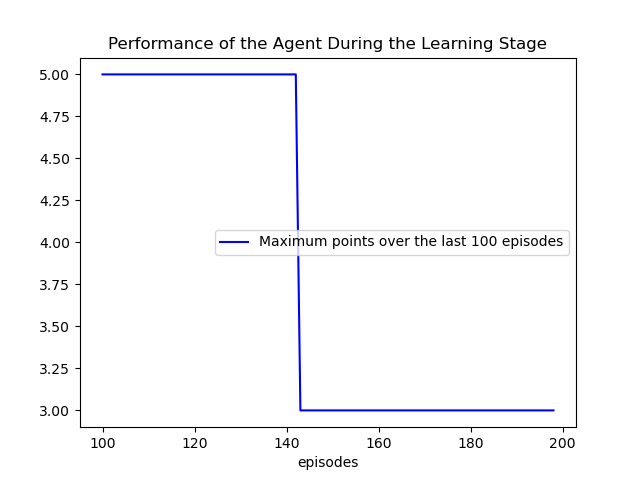 Performance of the Agent During the Learning Stage
5.00
4.75
4.50
4.25
4.00
3.75
3.50
3.25
3.00
Maximum points over the last 100 episodes
100 120 140 160 180 200
episodes